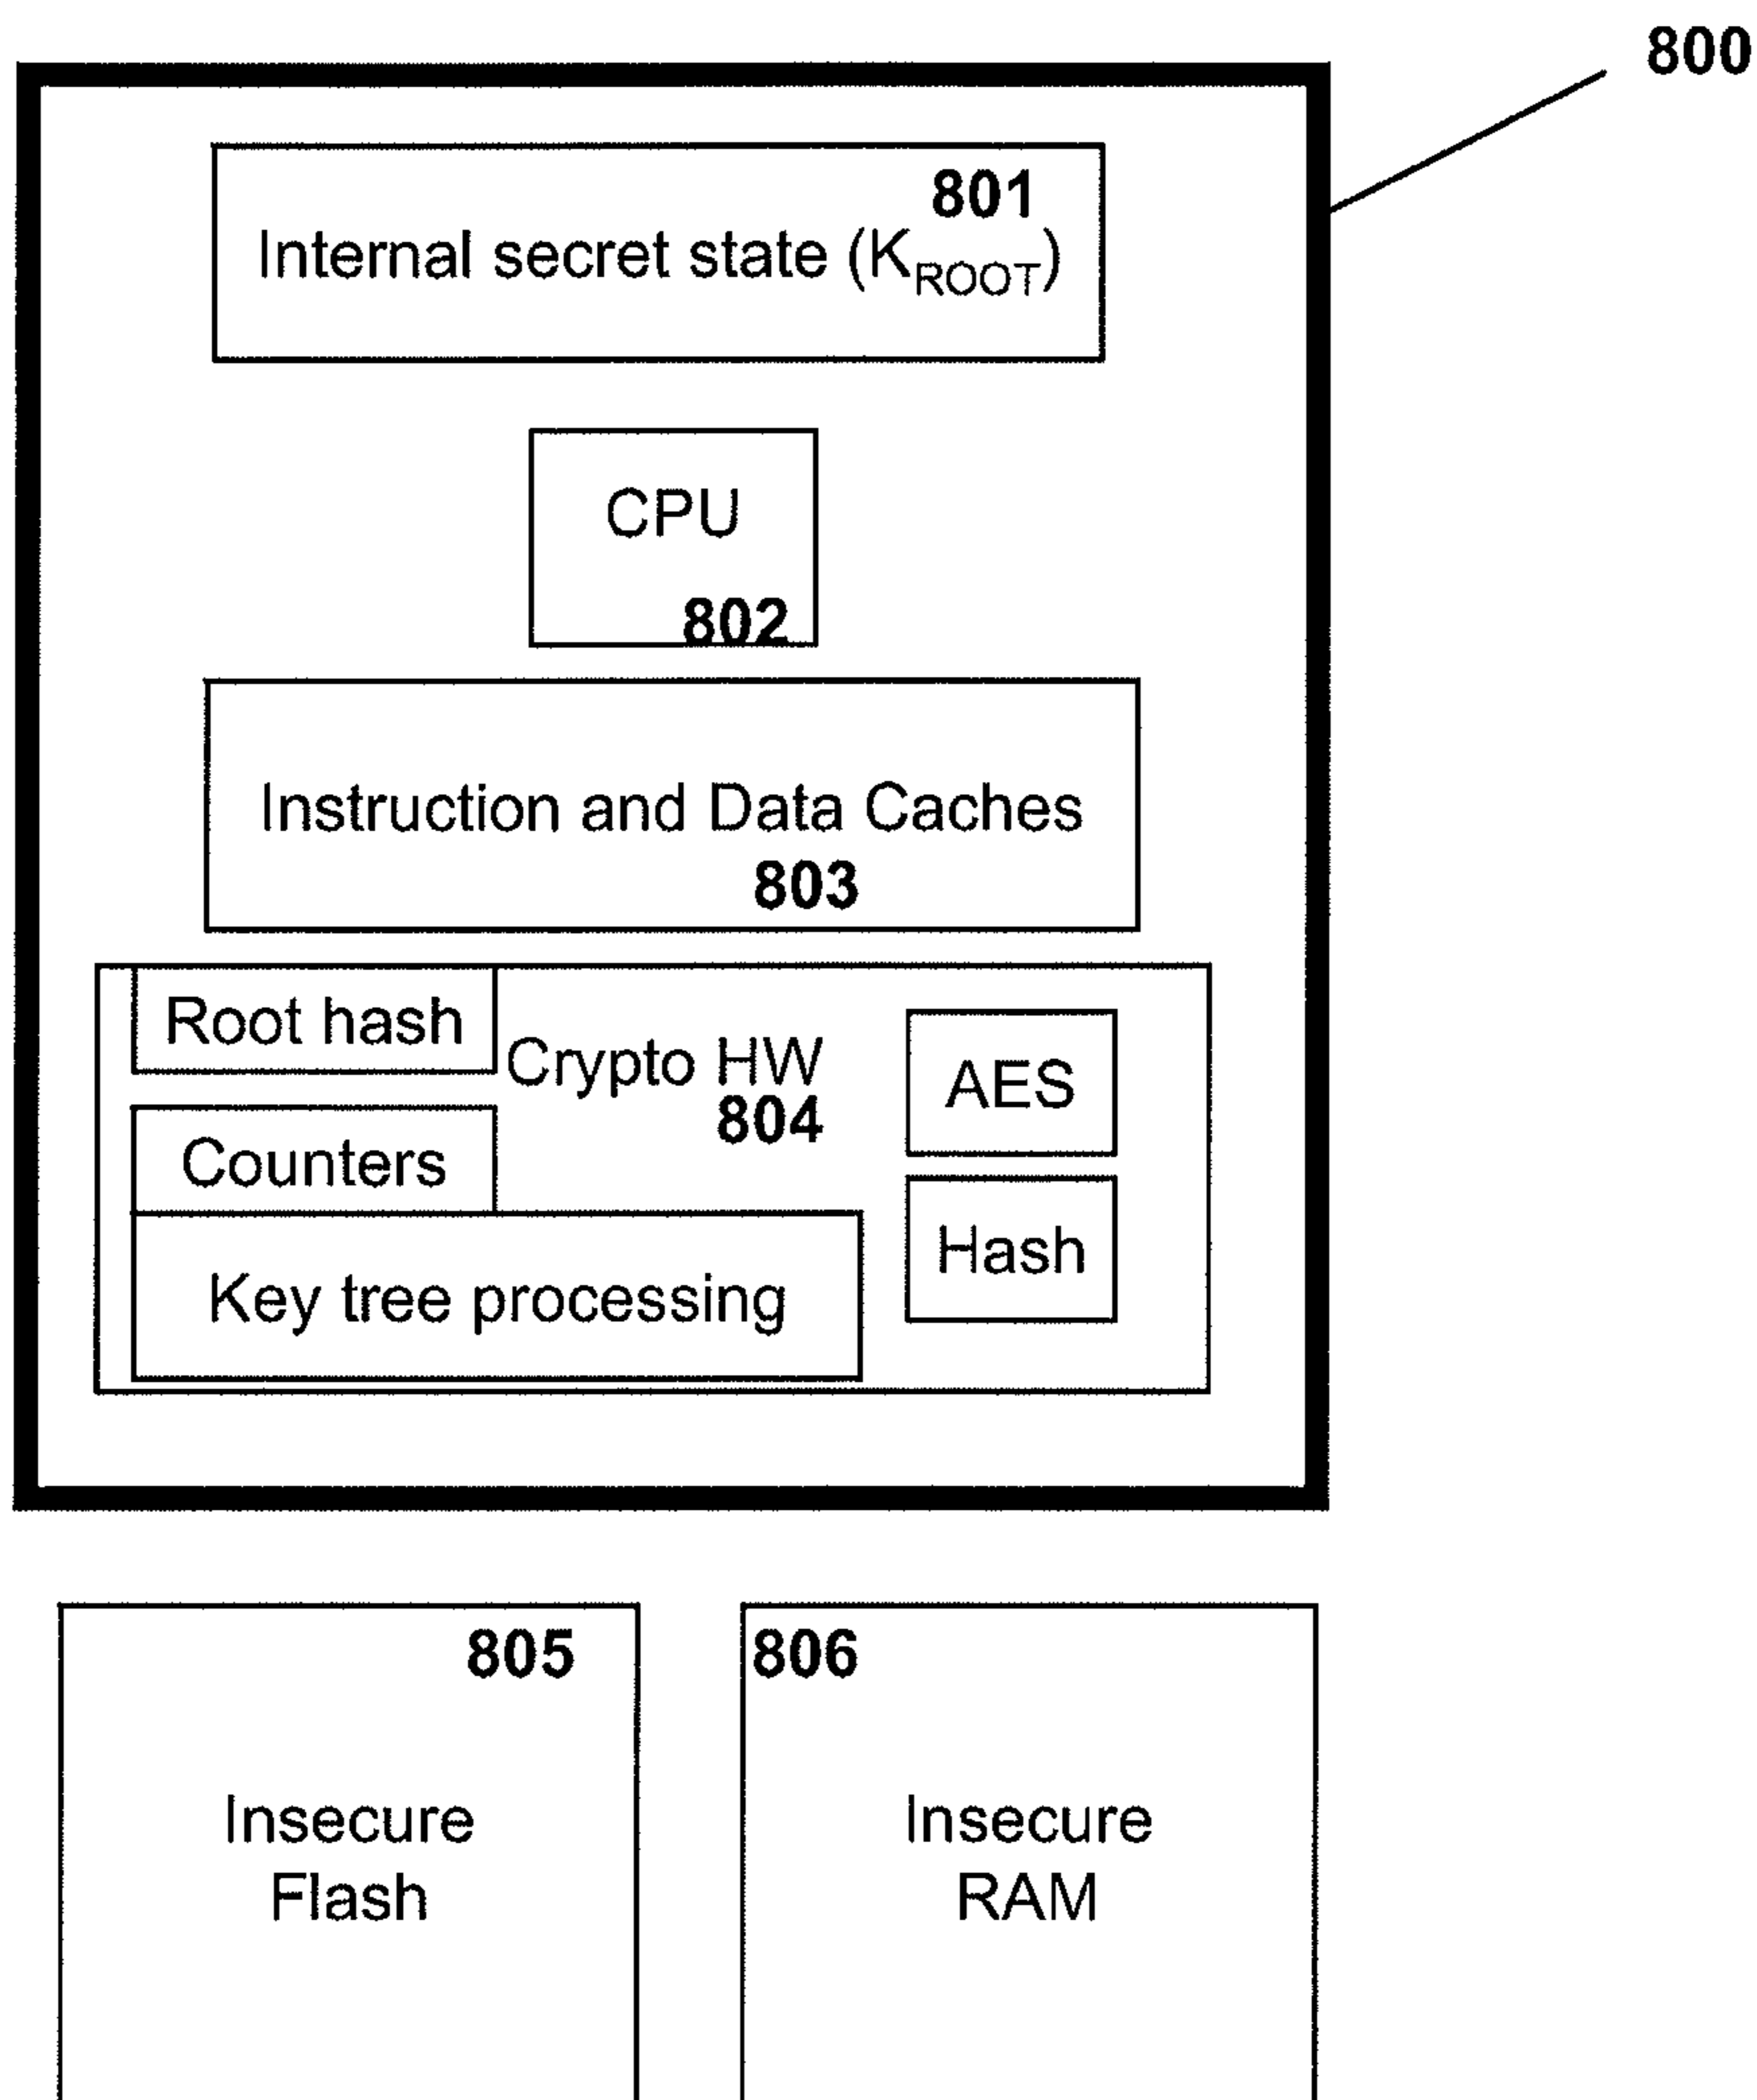 800
801
Internal secret state (K_ROOT)
CPU
802
Instruction and Data Caches
803
Root hash
Crypto HW
804
AES
Counters
Hash
Key tree processing
805
Insecure
Flash
806
Insecure
RAM